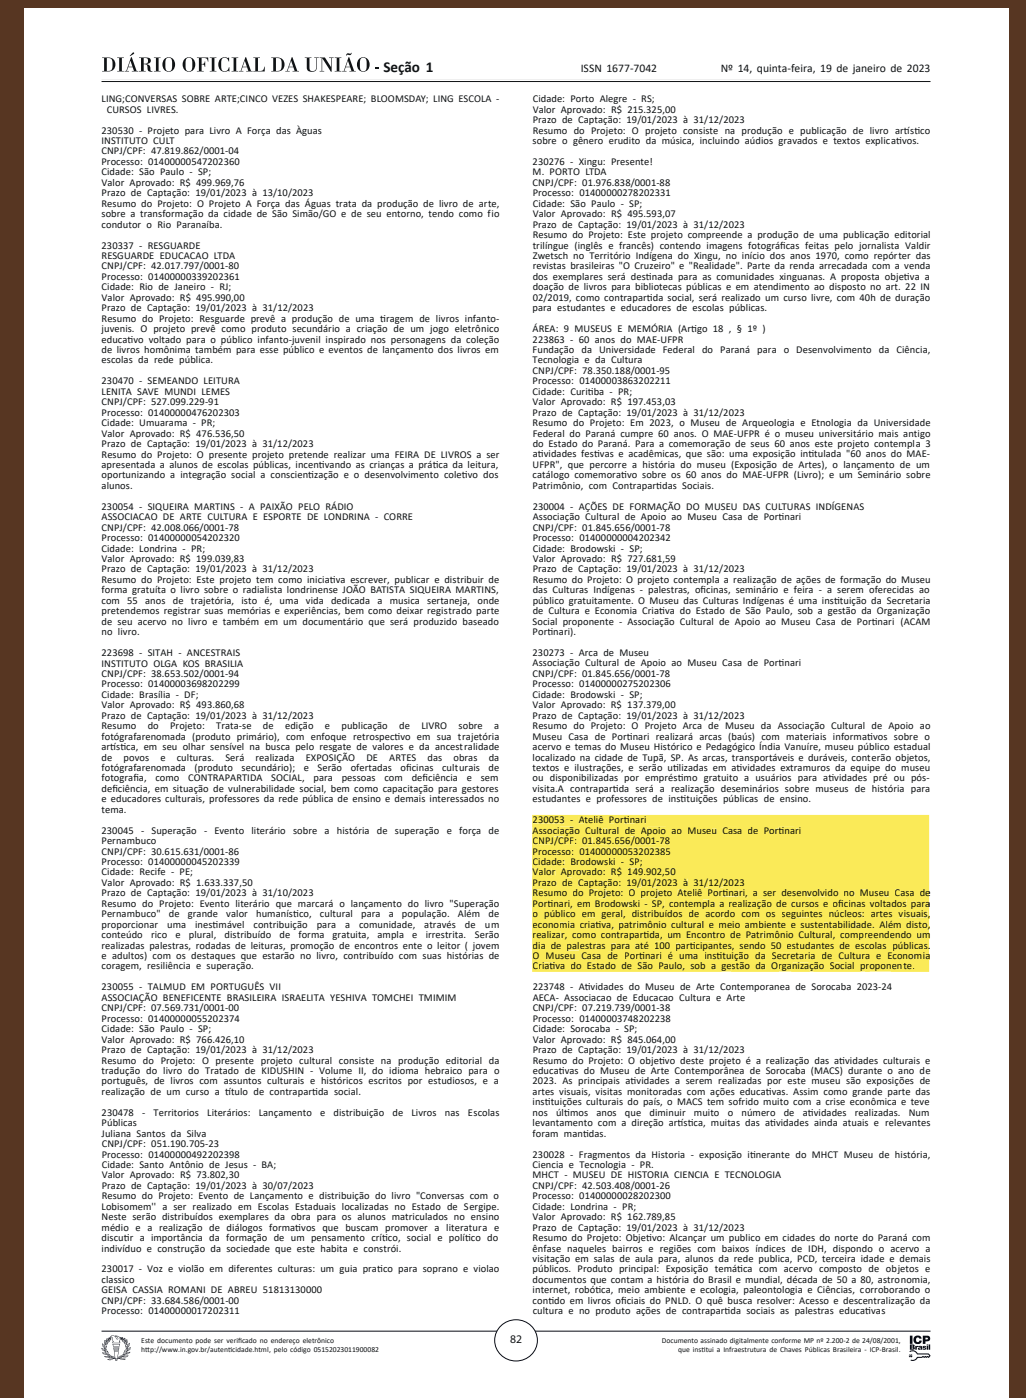 DIÁRIO OFICIAL DA UNIÃO - Seção 1
ISSN 1677-7042
Nº 14, quinta-feira, 19 de janeiro de 2023
LING;CONVERSAS SOBRE ARTE;CINCO VEZES SHAKESPEARE; BLOOMSDAY; LING ESCOLA -
CURSOS LIVRES.
230530 - Projeto para Livro A Força das Àguas
INSTITUTO CULT
CNPJ/CPF: 47.819.862/0001-04
Processo: 01400000547202360
Cidade: São Paulo - SP;
Valor Aprovado: R$ 499.969,76
Prazo de Captação: 19/01/2023 à 13/10/2023
Resumo do Projeto: O Projeto A Força das Águas trata da produção de livro de arte,
sobre a transformação da cidade de São Simão/GO e de seu entorno, tendo como fio
condutor o Rio Paranaíba.
230337 - RESGUARDE
RESGUARDE EDUCACAO LTDA
CNPJ/CPF: 42.017.797/0001-80
Processo: 01400000339202361
Cidade: Rio de Janeiro - RJ;
Valor Aprovado: R$ 495.990,00
Prazo de Captação: 19/01/2023 à 31/12/2023
Resumo do Projeto: Resguarde prevê a produção de uma tiragem de livros infanto-
juvenis. O projeto prevê como produto secundário a criação de um jogo eletrônico
educativo voltado para o público infanto-juvenil inspirado nos personagens da coleção
de livros homônima também para esse público e eventos de lançamento dos livros em
escolas da rede pública.
230470 - SEMEANDO LEITURA
LENITA SAVE MUNDI LEMES
CNPJ/CPF: 527.099.229-91
Processo: 01400000476202303
Cidade: Umuarama - PR;
Valor Aprovado: R$ 476.536,50
Prazo de Captação: 19/01/2023 à 31/12/2023
Resumo do Projeto: O presente projeto pretende realizar uma FEIRA DE LIVROS a ser
apresentada a alunos de escolas públicas, incentivando as crianças a prática da leitura,
oportunizando a integração social a conscientização e o desenvolvimento coletivo dos
alunos.
230054 - SIQUEIRA MARTINS - A PAIXÃO PELO RÁDIO
ASSOCIACAO DE ARTE CULTURA E ESPORTE DE LONDRINA - CORRE
CNPJ/CPF: 42.008.066/0001-78
Processo: 01400000054202320
Cidade: Londrina - PR;
Valor Aprovado: R$ 199.039,83
Prazo de Captação: 19/01/2023 à 31/12/2023
Resumo do Projeto: Este projeto tem como iniciativa escrever, publicar e distribuir de
forma gratuíta o livro sobre o radialista londrinense JOÃO BATISTA SIQUEIRA MARTINS,
com 55 anos de trajetória, isto é, uma vida dedicada a musica sertaneja, onde
pretendemos registrar suas memórias e experiências, bem como deixar registrado parte
de seu acervo no livro e também em um documentário que será produzido baseado
no livro.
223698 - SITAH - ANCESTRAIS
INSTITUTO OLGA KOS BRASILIA
CNPJ/CPF: 38.653.502/0001-94
Processo: 01400003698202299
Cidade: Brasília - DF;
Valor Aprovado: R$ 493.860,68
Prazo de Captação: 19/01/2023 à 31/12/2023
Resumo do Projeto: Trata-se de edição e publicação de LIVRO sobre a
fotógrafarenomada (produto primário), com enfoque retrospectivo em sua trajetória
artística, em seu olhar sensível na busca pelo resgate de valores e da ancestralidade
de povos e culturas. Será realizada EXPOSIÇÃO DE ARTES das obras da
fotógrafarenomada (produto secundário); e Serão ofertadas oficinas culturais de
fotografia, como CONTRAPARTIDA SOCIAL, para pessoas com deficiência e sem
deficiência, em situação de vulnerabilidade social, bem como capacitação para gestores
e educadores culturais, professores da rede pública de ensino e demais interessados no
tema.
230045 - Superação - Evento literário sobre a história de superação e força de
Pernambuco
CNPJ/CPF: 30.615.631/0001-86
Processo: 01400000045202339
Cidade: Recife - PE;
Valor Aprovado: R$ 1.633.337,50
Prazo de Captação: 19/01/2023 à 31/10/2023
Resumo do Projeto: Evento literário que marcará o lançamento do livro "Superação
Pernambuco" de grande valor humanístico, cultural para a população. Além de
proporcionar uma inestimável contribuição para a comunidade, através de um
conteúdo rico e plural, distribuído de forma gratuita, ampla e irrestrita. Serão
realizadas palestras, rodadas de leituras, promoção de encontros ente o leitor ( jovem
e adultos) com os destaques que estarão no livro, contribuído com suas histórias de
coragem, resiliência e superação.
230055 - TALMUD EM PORTUGUÊS VII
ASSOCIAÇÃO BENEFICENTE BRASILEIRA ISRAELITA YESHIVA TOMCHEI TMIMIM
CNPJ/CPF: 07.569.731/0001-00
Processo: 01400000055202374
Cidade: São Paulo - SP;
Valor Aprovado: R$ 766.426,10
Prazo de Captação: 19/01/2023 à 31/12/2023
Resumo do Projeto: O presente projeto cultural consiste na produção editorial da
tradução do livro do Tratado de KIDUSHIN - Volume II, do idioma hebraico para o
português, de livros com assuntos culturais e históricos escritos por estudiosos, e a
realização de um curso a título de contrapartida social.
230478 - Territorios Literários: Lançamento e distribuição de Livros nas Escolas
Públicas
Juliana Santos da Silva
CNPJ/CPF: 051.190.705-23
Processo: 01400000492202398
Cidade: Santo Antônio de Jesus - BA;
Valor Aprovado: R$ 73.802,30
Prazo de Captação: 19/01/2023 à 30/07/2023
Resumo do Projeto: Evento de Lançamento e distribuição do livro "Conversas com o
Lobisomem" a ser realizado em Escolas Estaduais localizadas no Estado de Sergipe.
Neste serão distribuídos exemplares da obra para os alunos matriculados no ensino
médio e a realização de diálogos formativos que buscam promover a literatura e
discutir a importância da formação de um pensamento crítico, social e político do
indivíduo e construção da sociedade que este habita e constrói.
230017 - Voz e violão em diferentes culturas: um guia pratico para soprano e violao
classico
GEISA CASSIA ROMANI DE ABREU 51813130000
CNPJ/CPF: 33.684.586/0001-00
Processo: 01400000017202311
Cidade: Porto Alegre - RS;
Valor Aprovado: R$ 215.325,00
Prazo de Captação: 19/01/2023 à 31/12/2023
Resumo do Projeto: O projeto consiste na produção e publicação de livro artístico
sobre o gênero erudito da música, incluindo aúdios gravados e textos explicativos.
230276 - Xingu: Presente!
M. PORTO LTDA
CNPJ/CPF: 01.976.838/0001-88
Processo: 01400000278202331
Cidade: São Paulo - SP;
Valor Aprovado: R$ 495.593,07
Prazo de Captação: 19/01/2023 à 31/12/2023
Resumo do Projeto: Este projeto compreende a produção de uma publicação editorial
trilíngue (inglês e francês) contendo imagens fotográficas feitas pelo jornalista Valdir
Zwetsch no Território Indígena do Xingu, no início dos anos 1970, como repórter das
revistas brasileiras "O Cruzeiro" e "Realidade". Parte da renda arrecadada com a venda
dos exemplares será destinada para as comunidades xinguanas. A proposta objetiva a
doação de livros para bibliotecas públicas e em atendimento ao disposto no art. 22 IN
02/2019, como contrapartida social, será realizado um curso livre, com 40h de duração
para estudantes e educadores de escolas públicas.
ÁREA: 9 MUSEUS E MEMÓRIA (Artigo 18 , § 1º )
223863 - 60 anos do MAE-UFPR
Fundação da Universidade Federal do Paraná para o Desenvolvimento da Ciência,
Tecnologia e da Cultura
CNPJ/CPF: 78.350.188/0001-95
Processo: 01400003863202211
Cidade: Curitiba - PR;
Valor Aprovado: R$ 197.453,03
Prazo de Captação: 19/01/2023 à 31/12/2023
Resumo do Projeto: Em 2023, o Museu de Arqueologia e Etnologia da Universidade
Federal do Paraná cumpre 60 anos. O MAE-UFPR é o museu universitário mais antigo
do Estado do Paraná. Para a comemoração de seus 60 anos este projeto contempla 3
atividades festivas e acadêmicas, que são: uma exposição intitulada "60 anos do MAE-
UFPR", que percorre a história do museu (Exposição de Artes), o lançamento de um
catálogo comemorativo sobre os 60 anos do MAE-UFPR (Livro); e um Seminário sobre
Patrimônio, com Contrapartidas Sociais.
230004 - AÇÕES DE FORMAÇÃO DO MUSEU DAS CULTURAS INDÍGENAS
Associação Cultural de Apoio ao Museu Casa de Portinari
CNPJ/CPF: 01.845.656/0001-78
Processo: 01400000004202342
Cidade: Brodowski - SP;
Valor Aprovado: R$ 727.681,59
Prazo de Captação: 19/01/2023 à 31/12/2023
Resumo do Projeto: O projeto contempla a realização de ações de formação do Museu
das Culturas Indígenas - palestras, oficinas, seminário e feira - a serem oferecidas ao
público gratuitamente. O Museu das Culturas Indígenas é uma instituição da Secretaria
de Cultura e Economia Criativa do Estado de São Paulo, sob a gestão da Organização
Social proponente - Associação Cultural de Apoio ao Museu Casa de Portinari (ACAM
Portinari).
230273 - Arca de Museu
Associação Cultural de Apoio ao Museu Casa de Portinari
CNPJ/CPF: 01.845.656/0001-78
Processo: 01400000275202306
Cidade: Brodowski - SP;
Valor Aprovado: R$ 137.379,00
Prazo de Captação: 19/01/2023 à 31/12/2023
Resumo do Projeto: O Projeto Arca de Museu da Associação Cultural de Apoio ao
Museu Casa de Portinari realizará arcas (baús) com materiais informativos sobre o
acervo e temas do Museu Histórico e Pedagógico Índia Vanuíre, museu público estadual
localizado na cidade de Tupã, SP. As arcas, transportáveis e duráveis, conterão objetos,
textos e ilustrações, e serão utilizadas em atividades extramuros da equipe do museu
ou disponibilizadas por empréstimo gratuito a usuários para atividades pré ou pós-
visita.A contrapartida será a realização deseminários sobre museus de história para
estudantes e professores de instituições públicas de ensino.
230053 - Ateliê Portinari
Associação Cultural de Apoio ao Museu Casa de Portinari
CNPJ/CPF: 01.845.656/0001-78
Processo: 01400000053202385
Cidade: Brodowski - SP;
Valor Aprovado: R$ 149.902,50
Prazo de Captação: 19/01/2023 à 31/12/2023
Resumo do Projeto: O projeto Ateliê Portinari, a ser desenvolvido no Museu Casa de
Portinari, em Brodowski - SP, contempla a realização de cursos e oficinas voltados para
o público em geral, distribuídos de acordo com os seguintes núcleos: artes visuais,
economia criativa, patrimônio cultural e meio ambiente e sustentabilidade. Além disto,
realizar, como contrapartida, um Encontro de Patrimônio Cultural, compreendendo um
dia de palestras para até 100 participantes, sendo 50 estudantes de escolas públicas.
O Museu Casa de Portinari é uma instituição da Secretaria de Cultura e Economia
Criativa do Estado de São Paulo, sob a gestão da Organização Social proponente.
223748 - Atividades do Museu de Arte Contemporanea de Sorocaba 2023-24
AECA- Associacao de Educacao Cultura e Arte
CNPJ/CPF: 07.219.739/0001-38
Processo: 01400003748202238
Cidade: Sorocaba - SP;
Valor Aprovado: R$ 845.064,00
Prazo de Captação: 19/01/2023 à 31/12/2023
Resumo do Projeto: O objetivo deste projeto é a realização das atividades culturais e
educativas do Museu de Arte Contemporânea de Sorocaba (MACS) durante o ano de
2023. As principais atividades a serem realizadas por este museu são exposições de
artes visuais, visitas monitoradas com ações educativas. Assim como grande parte das
instituições culturais do país, o MACS tem sofrido muito com a crise econômica e teve
nos últimos anos que diminuir muito o número de atividades realizadas. Num
levantamento com a direção artística, muitas das atividades ainda atuais e relevantes
foram mantidas.
230028 - Fragmentos da Historia - exposição itinerante do MHCT Museu de história,
Ciencia e Tecnologia - PR.
MHCT - MUSEU DE HISTORIA CIENCIA E TECNOLOGIA
CNPJ/CPF: 42.503.408/0001-26
Processo: 01400000028202300
Cidade: Londrina - PR;
Valor Aprovado: R$ 162.789,85
Prazo de Captação: 19/01/2023 à 31/12/2023
Resumo do Projeto: Objetivo: Alcançar um publico em cidades do norte do Paraná com
ênfase naqueles bairros e regiões com baixos índices de IDH, dispondo o acervo a
visitação em salas de aula para, alunos da rede publica, PCD, terceira idade e demais
públicos. Produto principal: Exposição temática com acervo composto de objetos e
documentos que contam a história do Brasil e mundial, década de 50 a 80, astronomia,
internet, robótica, meio ambiente e ecologia, paleontologia e Ciências, corroborando o
contido em livros oficiais do PNLD. O quê busca resolver: Acesso e descentralização da
cultura e no produto ações de contrapartida sociais as palestras educativas
Este documento pode ser verificado no endereço eletrônico
http://www.in.gov.br/autenticidade.html, pelo código 05152023011900082
82
Documento assinado digitalmente conforme MP nº 2.200-2 de 24/08/2001,
que institui a Infraestrutura de Chaves Públicas Brasileira - ICP-Brasil.
ICP
Brasil